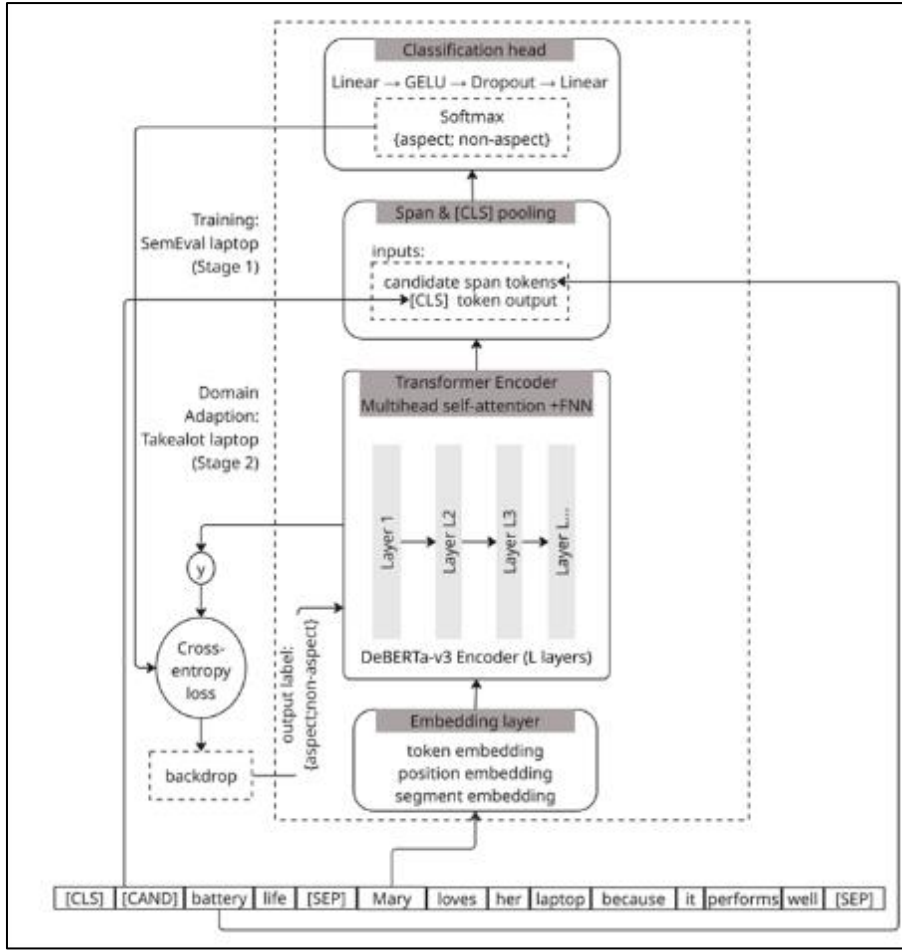 Classification head
Linear → GELU → Dropout → Linear
Softmax
{aspect; non-aspect}
Training:
SemEval laptop
(Stage 1)
Span & [CLS] pooling
inputs:
candidate span tokens
[CLS] token output
Domain
Adaption:
Takealot laptop
(Stage 2)
Transformer Encoder
Multihead self-attention +FNN
Layer 1
Layer L2
Layer L3
Layer L...
DeBERTa-v3 Encoder (L layers)
y
Cross-
entropy
loss
backdrop
output label:
{aspect;non-aspect}
Embedding layer
token embedding
position embedding
segment embedding
[CLS] [CAND] battery life [SEP] Mary loves her laptop because it performs well [SEP]